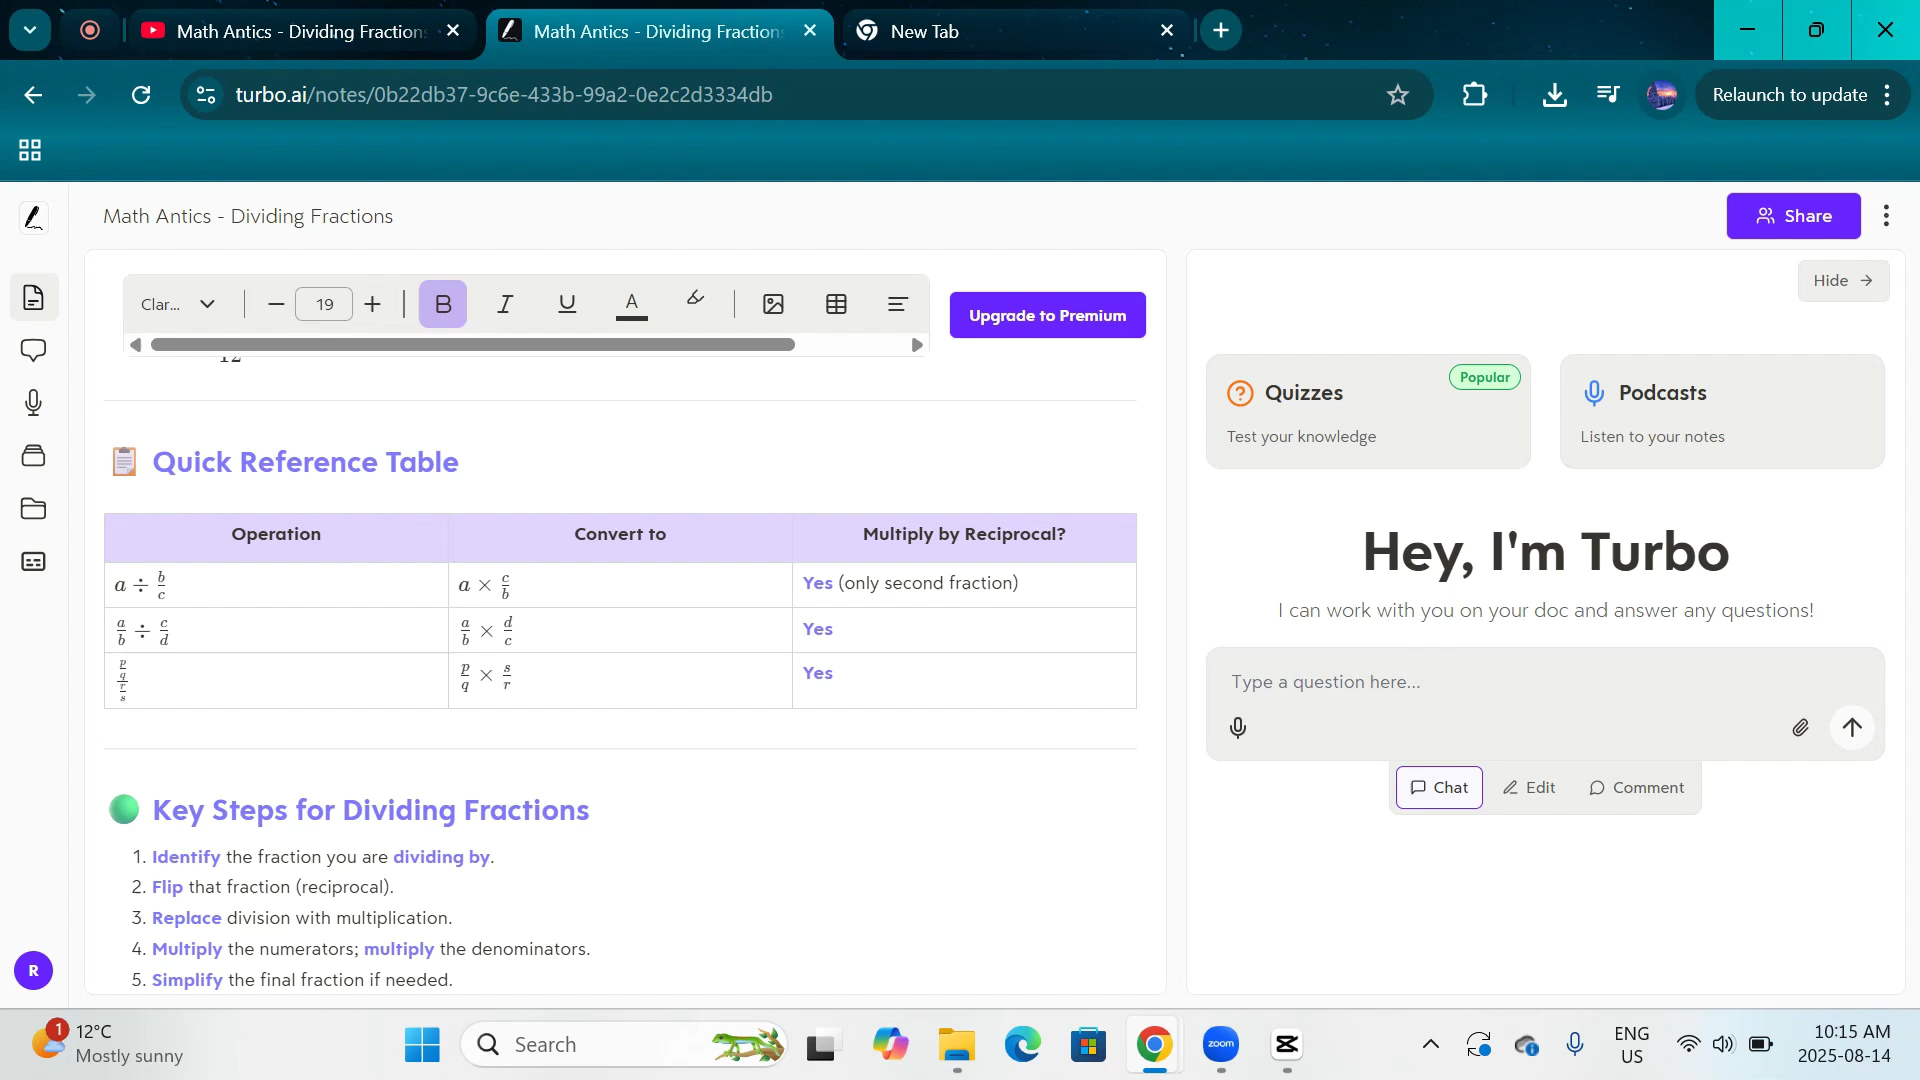 Math Antics - Dividing Fractions
Math Antics - Dividing Fraction
New Tab
turbo.ai/notes/0b22db37-9c6e-433b-99a2-0e2c2d3334db
Relaunch to update
Math Antics - Dividing Fractions
Share
Clar...
19
B
I
U
A
Upgrade to Premium
Hide →
12
📋 Quick Reference Table
Operation
Convert to
Multiply by Reciprocal?
a ÷ b/c
a × c/b
Yes (only second fraction)
a/b ÷ c/d
a/b × d/c
Yes
p/q / r/s
p/q × s/r
Yes
Key Steps for Dividing Fractions
1. Identify the fraction you are dividing by.
2. Flip that fraction (reciprocal).
3. Replace division with multiplication.
4. Multiply the numerators; multiply the denominators.
5. Simplify the final fraction if needed.
Quizzes
Popular
Test your knowledge
Podcasts
Listen to your notes
Hey, I'm Turbo
I can work with you on your doc and answer any questions!
Type a question here...
Chat
Edit
Comment
R
1
12°C
Mostly sunny
Search
zoom
ENG
US
10:15 AM
2025-08-14